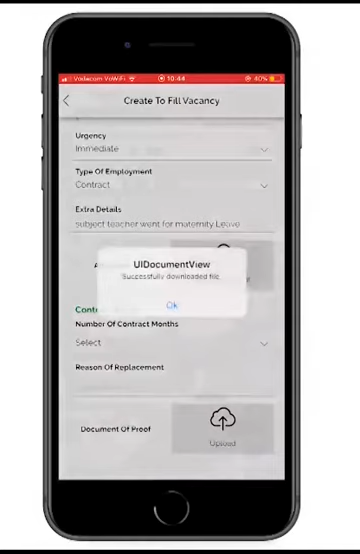 Vodacom VoWiFi
10:44
40%
Create To Fill Vacancy
Urgency
Immediate
Type Of Employment
Contract
Extra Details
subject teacher went for maternity Leave
UIDocumentView
Successfully downloaded file
Ok
Number Of Contract Months
Select
Reason Of Replacement
Document Of Proof
Upload